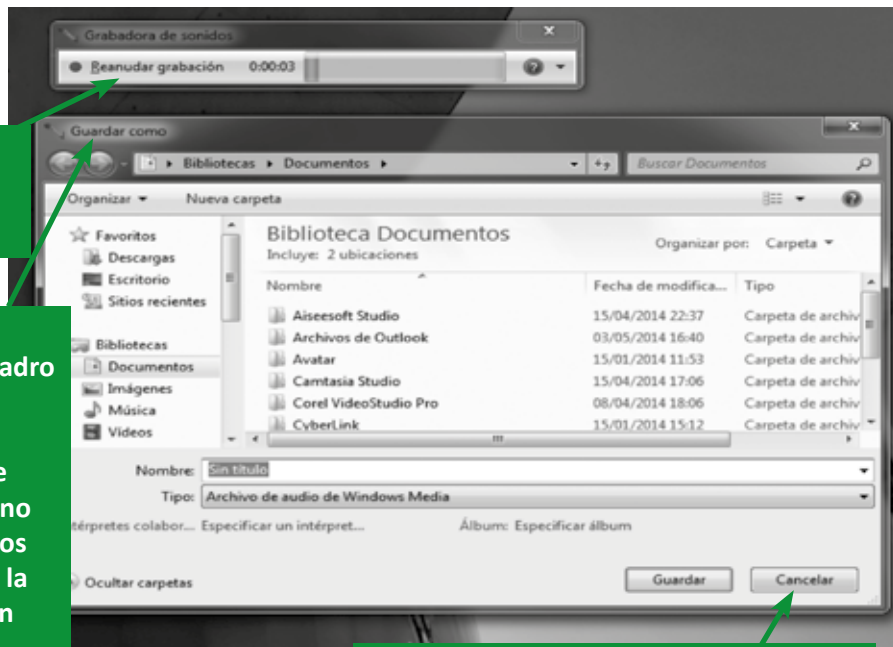 Grabadora de sonidos
Reanudar grabación 0:00:03
Guardar como
Bibliotecas Documentos Buscar Documentos
Organizar Nueva carpeta
Favoritos
Descargas
Escritorio
Sitios recientes
Bibliotecas
Documentos
Imágenes
Música
Vídeos
Biblioteca Documentos
Incluye: 2 ubicaciones
Organizar por: Carpeta
Nombre Fecha de modifica... Tipo
Aiseesoft Studio 15/04/2014 22:37 Carpeta de archiv
Archivos de Outlook 03/05/2014 16:40 Carpeta de archiv
Avatar 15/01/2014 11:53 Carpeta de archiv
Camtasia Studio 15/04/2014 17:06 Carpeta de archiv
Corel VideoStudio Pro 08/04/2014 18:06 Carpeta de archiv
CyberLink 15/01/2014 15:12 Carpeta de archiv
Nombre: Sin título
Tipo: Archivo de audio de Windows Media
térpretes colabor... Especificar un intérpret... Álbum: Especificar álbum
Ocultar carpetas Guardar Cancelar
adro
e
no
os
la
n